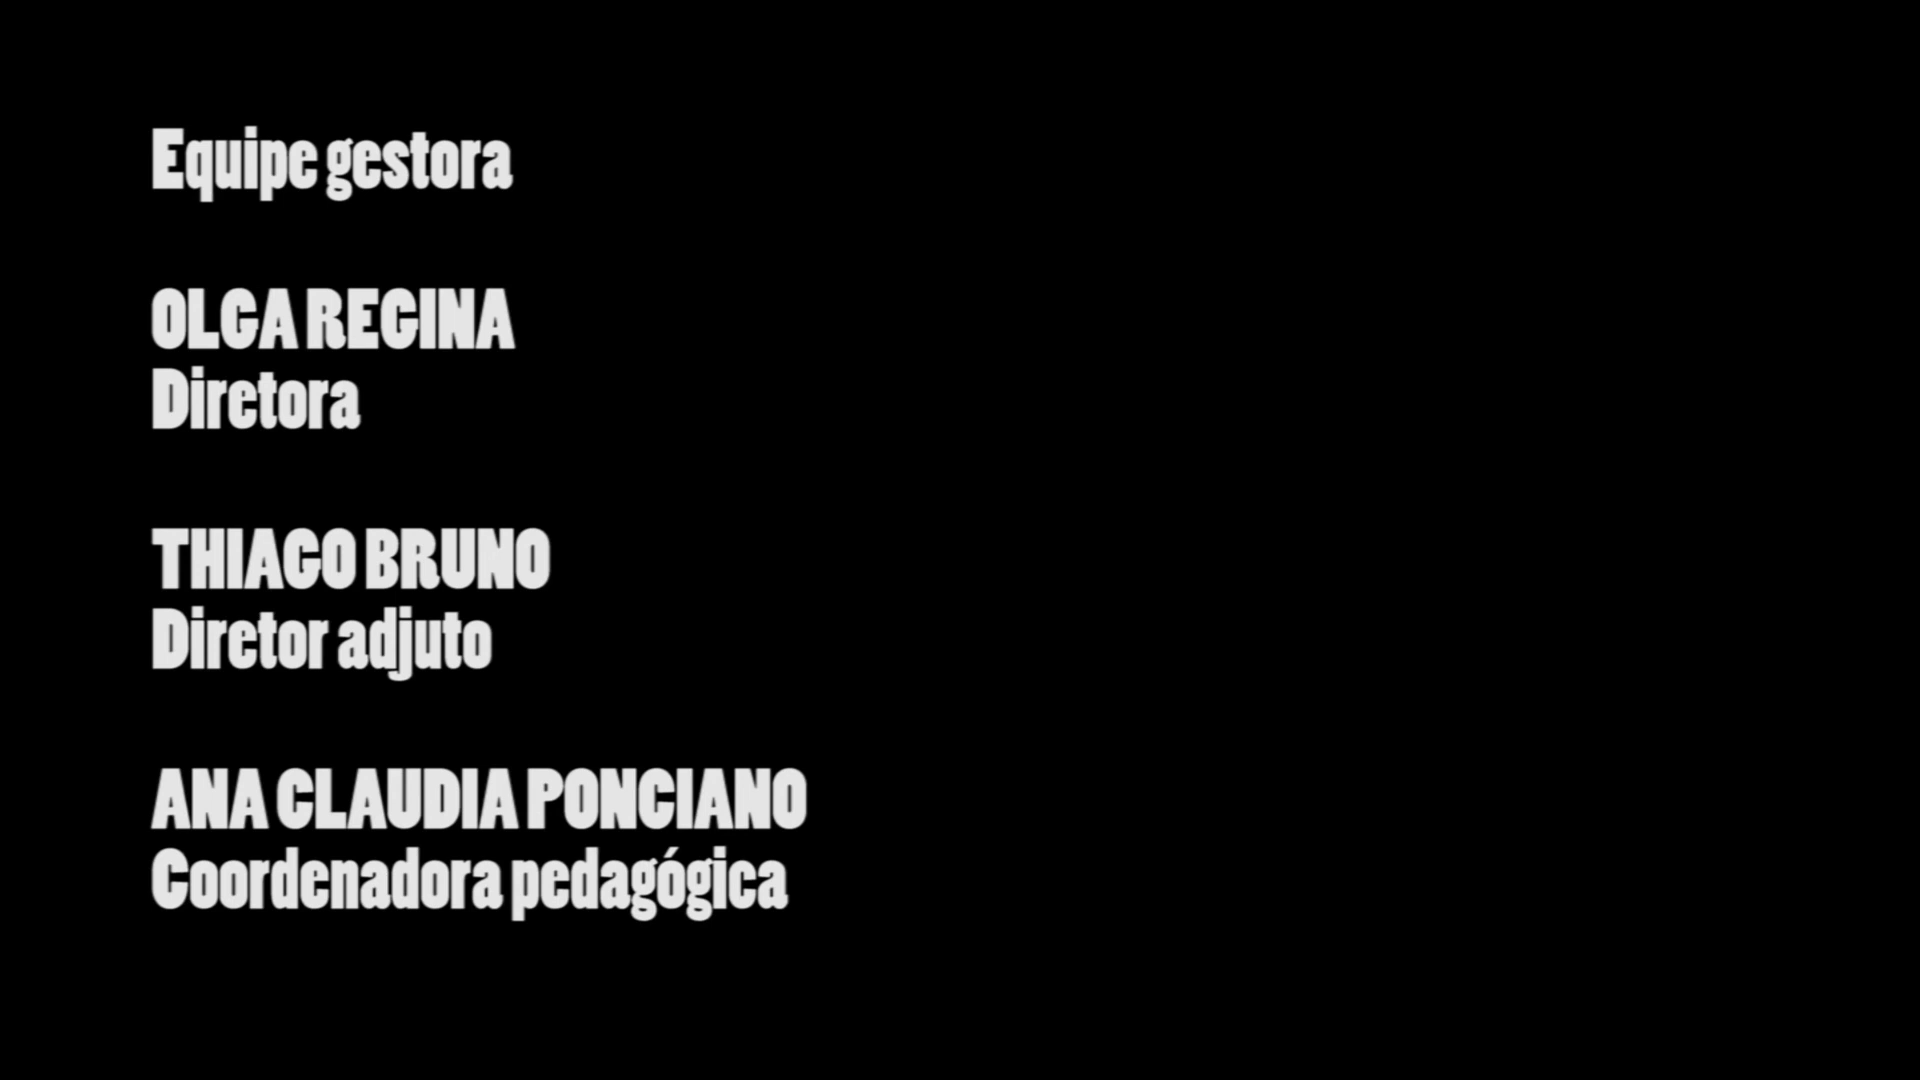 Equipe gestora
OLGA REGINA
Diretora
THIAGO BRUNO
Diretor adjuto
ANA CLAUDIA PONCIANO
Coordenadora pedagógica